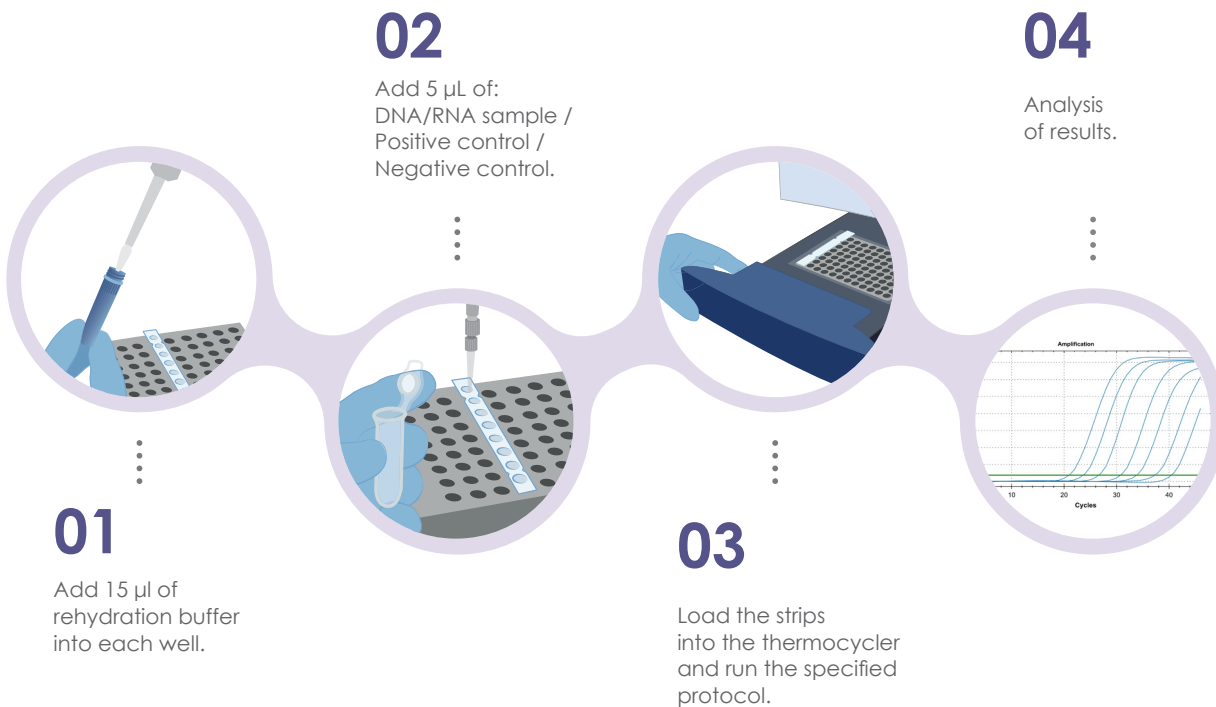 01
Add 15 µl of
rehydration buffer
into each well.
02
Add 5 µL of:
DNA/RNA sample /
Positive control /
Negative control.
03
Load the strips
into the thermocycler
and run the specified
protocol.
04
Analysis
of results.
Amplification
10 20 30 40
Cycles